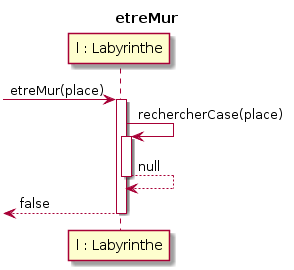 etreMur
l : Labyrinthe
etreMur(place)
rechercherCase(place)
null
false
l : Labyrinthe